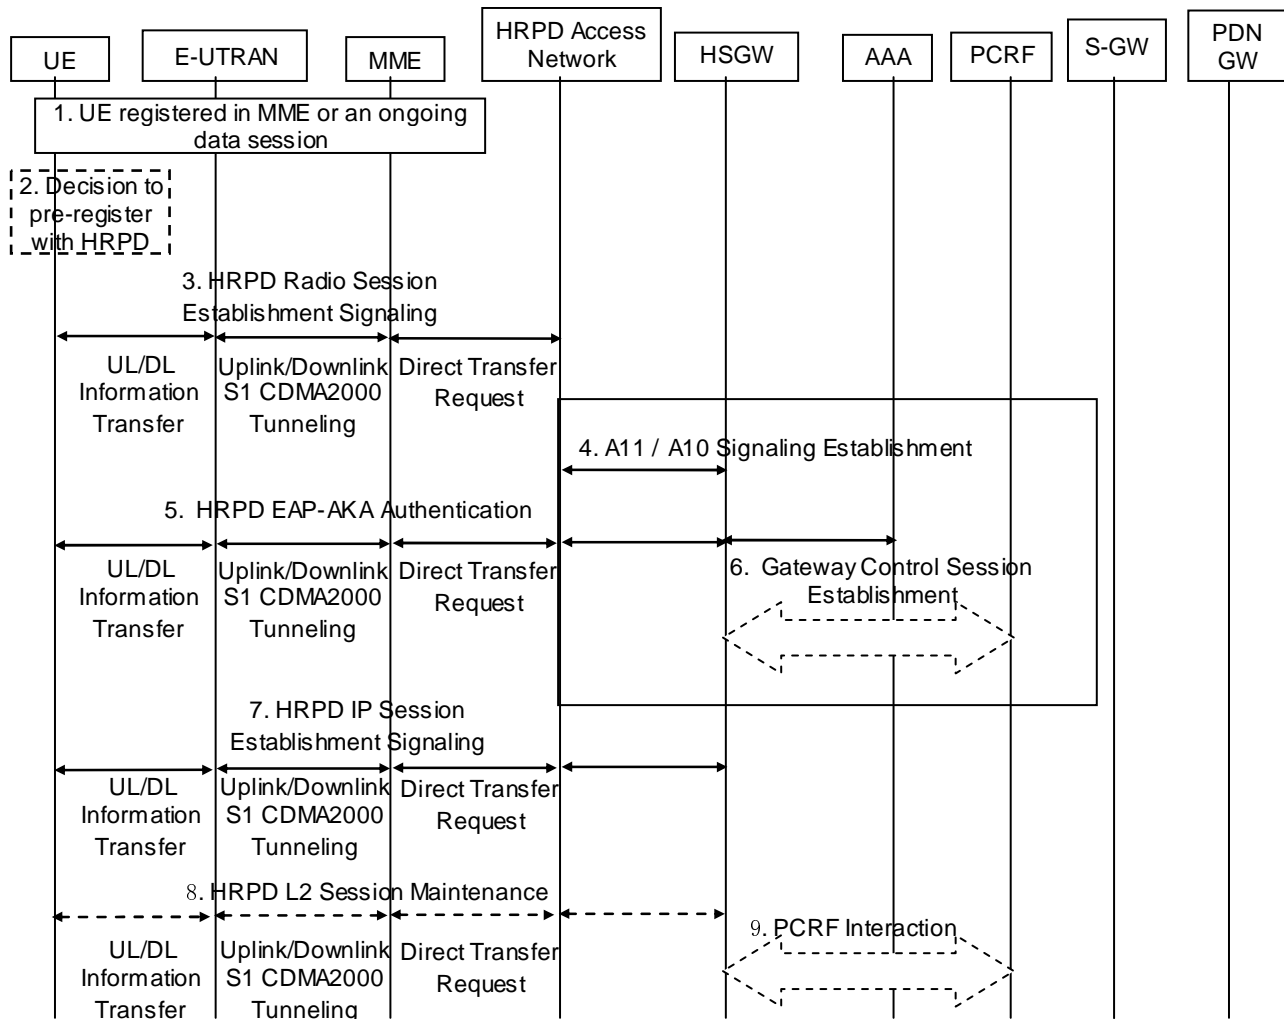 UE
E-UTRAN
MME
HRPD Access
Network
HSGW
AAA
PCRF
S-GW
PDN
GW
1. UE registered in MME or an ongoing
data session
2. Decision to
pre-register
with HRPD
3. HRPD Radio Session
Establishment Signaling
UL/DL
Information
Transfer
Uplink/Downlink
S1 CDMA2000
Tunneling
Direct Transfer
Request
4. A11 / A10 Signaling Establishment
5. HRPD EAP-AKA Authentication
UL/DL
Information
Transfer
Uplink/Downlink
S1 CDMA2000
Tunneling
Direct Transfer
Request
6. Gateway Control Session
Establishment
7. HRPD IP Session
Establishment Signaling
UL/DL
Information
Transfer
Uplink/Downlink
S1 CDMA2000
Tunneling
Direct Transfer
Request
8. HRPD L2 Session Maintenance
UL/DL
Information
Transfer
Uplink/Downlink
S1 CDMA2000
Tunneling
Direct Transfer
Request
9. PCRF Interaction